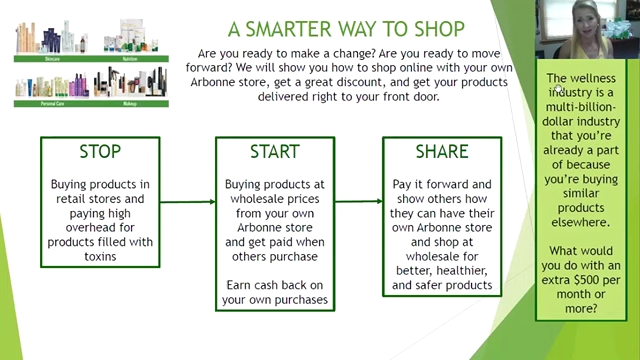 A SMARTER WAY TO SHOP
Are you ready to make a change? Are you ready to move
forward? We will show you how to shop online with your own
Arbonne store, get a great discount, and get your products
delivered right to your front door.
Skincare
Nutrition
Personal Care
Makeup
STOP
Buying products in
retail stores and
paying high
overhead for
products filled with
toxins
START
Buying products at
wholesale prices
from your own
Arbonne store
and get paid when
others purchase
Earn cash back on
your own purchases
SHARE
Pay it forward and
show others how
they can have their
own Arbonne store
and shop at
wholesale for
better, healthier,
and safer products
The wellness
industry is a
multi-billion-
dollar industry
that you're
already a part
of because
you're buying
similar
products
elsewhere.
What would
you do with an
extra $500 per
month or
more?